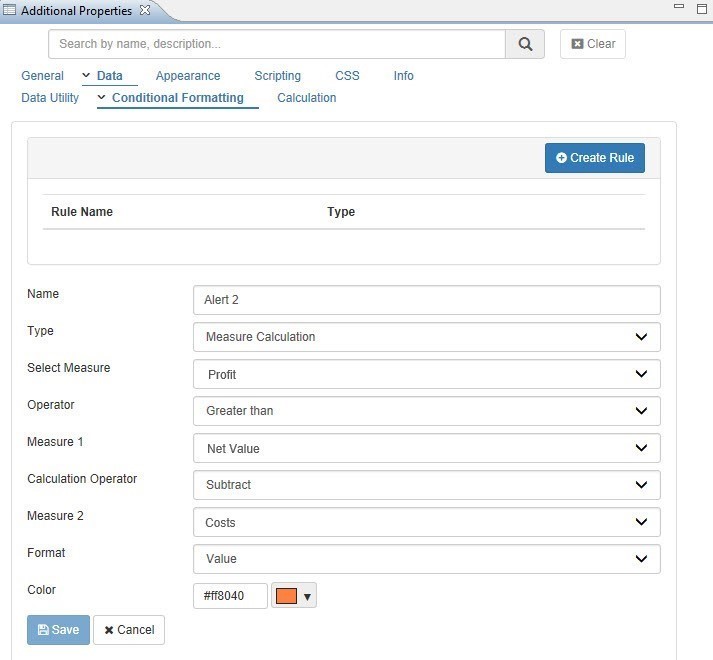 Additional Properties
Search by name, description...
Clear
General Data Appearance Scripting CSS Info
Data Utility Conditional Formatting Calculation
Create Rule
Rule Name Type
Name Alert 2
Type Measure Calculation
Select Measure Profit
Operator Greater than
Measure 1 Net Value
Calculation Operator Subtract
Measure 2 Costs
Format Value
Color #ff8040
Save Cancel